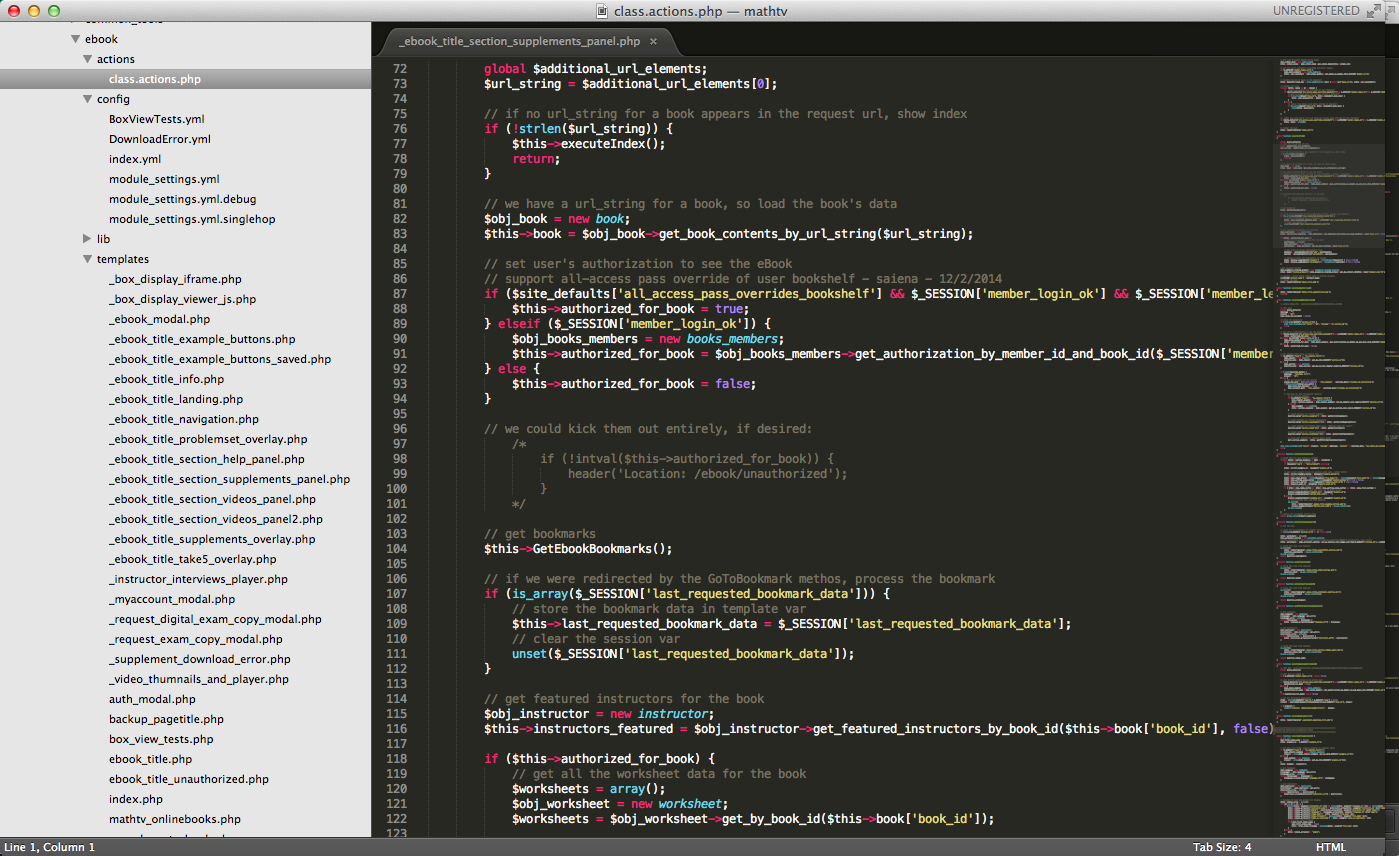 class.actions.php — mathtv
UNREGISTERED
common_tools
ebook
actions
class.actions.php
config
BoxViewTests.yml
DownloadError.yml
index.yml
module_settings.yml
module_settings.yml.debug
module_settings.yml.singlehop
lib
templates
_box_display_iframe.php
_box_display_viewer_js.php
_ebook_modal.php
_ebook_title_example_buttons.php
_ebook_title_example_buttons_saved.php
_ebook_title_info.php
_ebook_title_landing.php
_ebook_title_navigation.php
_ebook_title_problemset_overlay.php
_ebook_title_section_help_panel.php
_ebook_title_section_supplements_panel.php
_ebook_title_section_videos_panel.php
_ebook_title_section_videos_panel2.php
_ebook_title_supplements_overlay.php
_ebook_title_take5_overlay.php
_instructor_interviews_player.php
_myaccount_modal.php
_request_digital_exam_copy_modal.php
_request_exam_copy_modal.php
_supplement_download_error.php
_video_thumnails_and_player.php
auth_modal.php
backup_pagetitle.php
box_view_tests.php
ebook_title.php
ebook_title_unauthorized.php
index.php
mathtv_onlinebooks.php
_ebook_title_section_supplements_panel.php ×
72 global $additional_url_elements;
73 $url_string = $additional_url_elements[0];
74
75 // if no url_string for a book appears in the request url, show index
76 if (!strlen($url_string)) {
77 $this->executeIndex();
78 return;
79 }
80
81 // we have a url_string for a book, so load the book's data
82 $obj_book = new book;
83 $this->book = $obj_book->get_book_contents_by_url_string($url_string);
84
85 // set user's authorization to see the eBook
86 // support all-access pass override of user bookshelf - saiena - 12/2/2014
87 if ($site_defaults['all_access_pass_overrides_bookshelf'] && $_SESSION['member_login_ok'] && $_SESSION['member_le
88 $this->authorized_for_book = true;
89 } elseif ($_SESSION['member_login_ok']) {
90 $obj_books_members = new books_members;
91 $this->authorized_for_book = $obj_books_members->get_authorization_by_member_id_and_book_id($_SESSION['member
92 } else {
93 $this->authorized_for_book = false;
94 }
95
96 // we could kick them out entirely, if desired:
97 /*
98 if (!intval($this->authorized_for_book)) {
99 header('Location: /ebook/unauthorized');
100 }
101 */
102
103 // get bookmarks
104 $this->GetEbookBookmarks();
105
106 // if we were redirected by the GoToBookmark methos, process the bookmark
107 if (is_array($_SESSION['last_requested_bookmark_data'])) {
108 // store the bookmark data in template var
109 $this->last_requested_bookmark_data = $_SESSION['last_requested_bookmark_data'];
110 // clear the session var
111 unset($_SESSION['last_requested_bookmark_data']);
112 }
113
114 // get featured instructors for the book
115 $obj_instructor = new instructor;
116 $this->instructors_featured = $obj_instructor->get_featured_instructors_by_book_id($this->book['book_id'], false)
117
118 if ($this->authorized_for_book) {
119 // get all the worksheet data for the book
120 $worksheets = array();
121 $obj_worksheet = new worksheet;
122 $worksheets = $obj_worksheet->get_by_book_id($this->book['book_id']);
123
Line 1, Column 1
Tab Size: 4
HTML